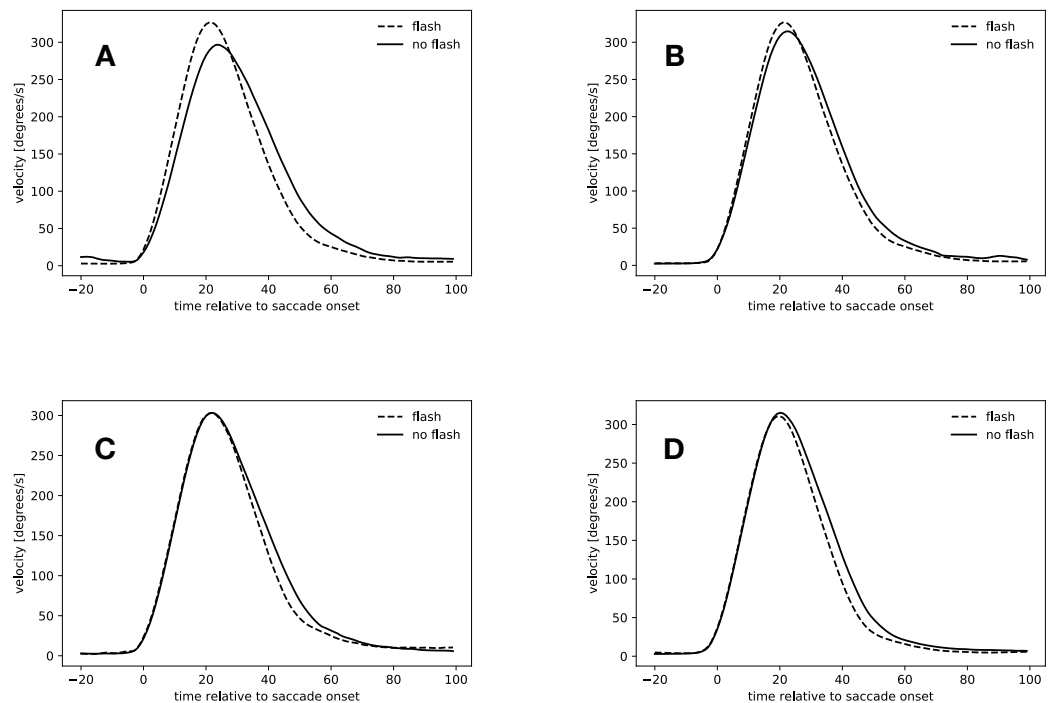 A
flash
no flash
velocity [degrees/s]
300
250
200
150
100
50
0
−20 0 20 40 60 80 100
time relative to saccade onset
B
flash
no flash
velocity [degrees/s]
300
250
200
150
100
50
0
−20 0 20 40 60 80 100
time relative to saccade onset
C
flash
no flash
velocity [degrees/s]
300
250
200
150
100
50
0
−20 0 20 40 60 80 100
time relative to saccade onset
D
flash
no flash
velocity [degrees/s]
300
250
200
150
100
50
0
−20 0 20 40 60 80 100
time relative to saccade onset